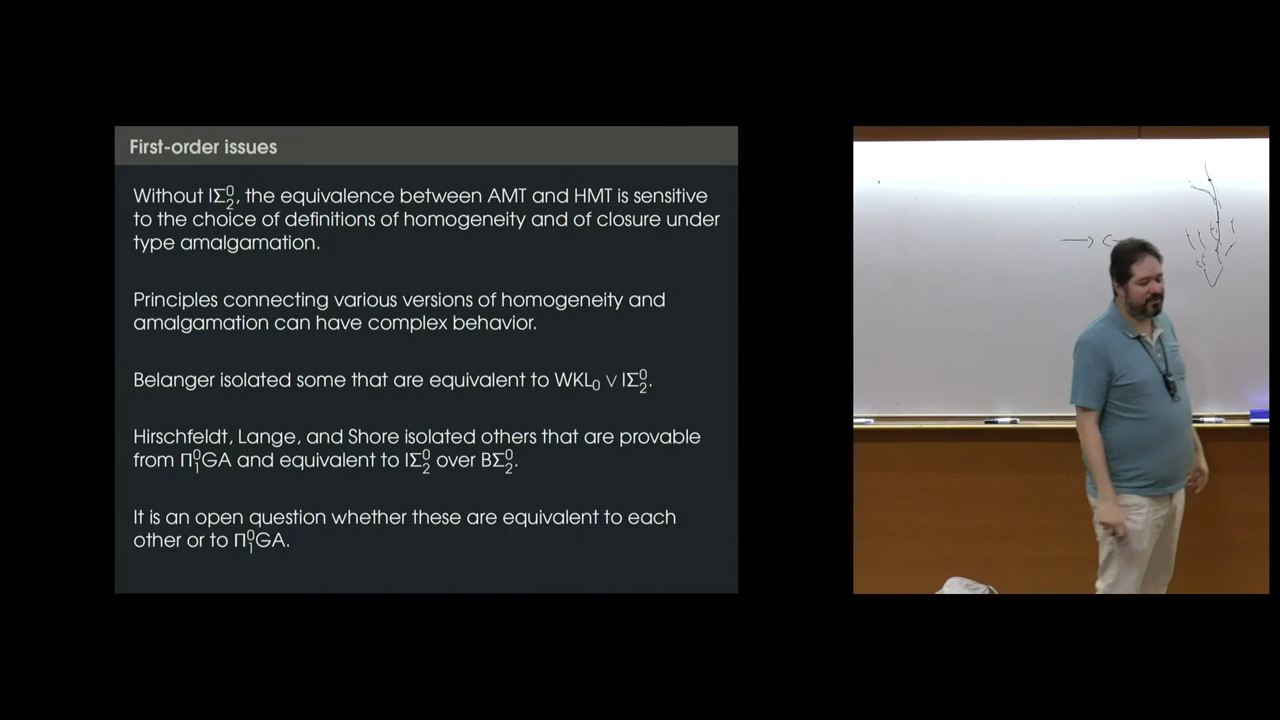 First-order issues
Without IΣ⁰₂, the equivalence between AMT and HMT is sensitive
to the choice of definitions of homogeneity and of closure under
type amalgamation.
Principles connecting various versions of homogeneity and
amalgamation can have complex behavior.
Belanger isolated some that are equivalent to WKL₀ ∨ IΣ⁰₂.
Hirschfeldt, Lange, and Shore isolated others that are provable
from Π⁰₁GA and equivalent to IΣ⁰₂ over BΣ⁰₂.
It is an open question whether these are equivalent to each
other or to Π⁰₁GA.